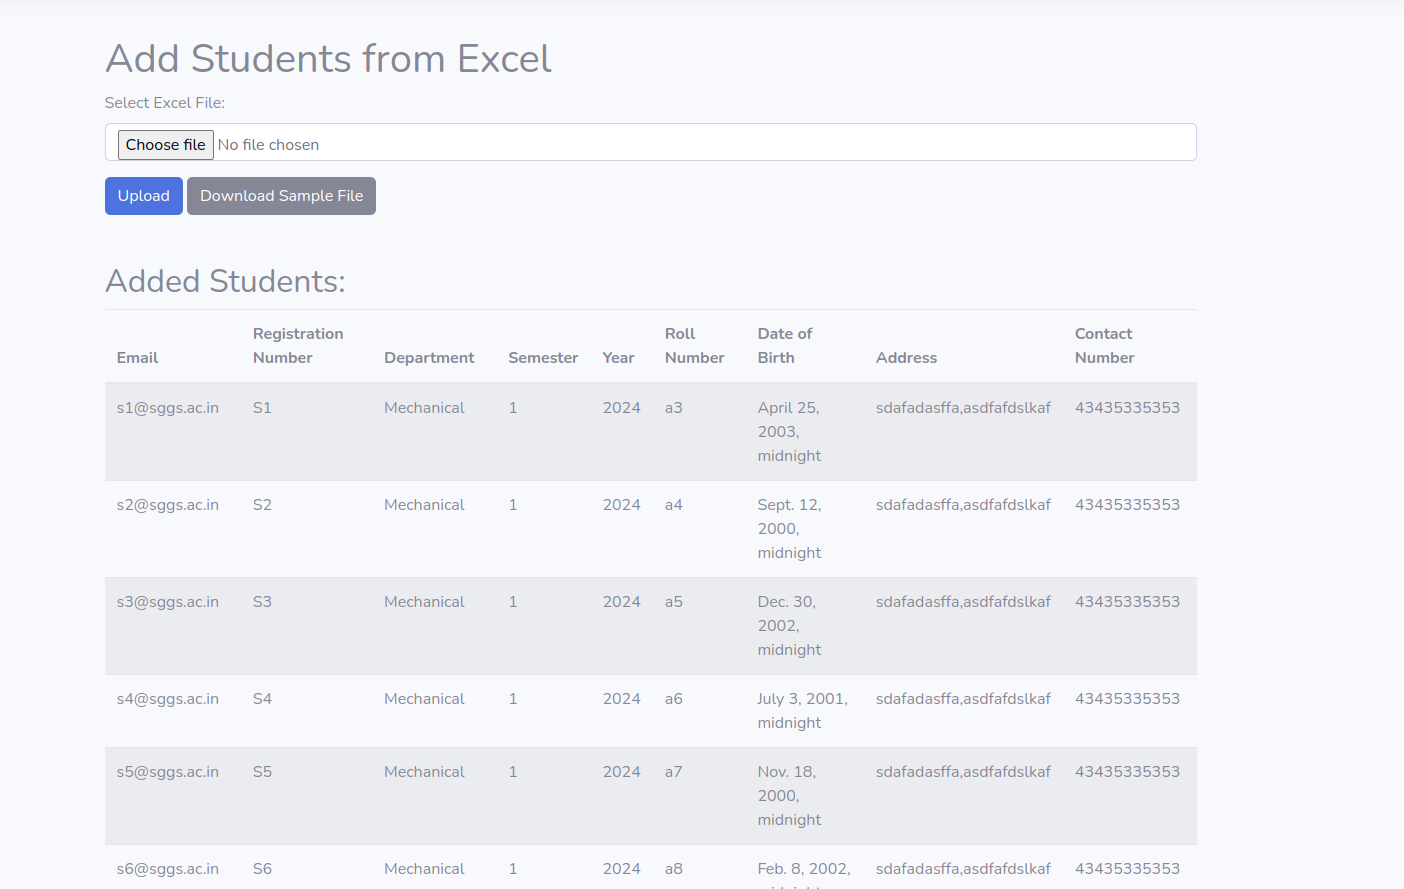 Add Students from Excel
Select Excel File:
Choose file No file chosen
Upload Download Sample File
Added Students:
Email Registration Number Department Semester Year Roll Number Date of Birth Address Contact Number
s1@sggs.ac.in S1 Mechanical 1 2024 a3 April 25, 2003, midnight sdafadasffa,asdfafdslkaf 43435335353
s2@sggs.ac.in S2 Mechanical 1 2024 a4 Sept. 12, 2000, midnight sdafadasffa,asdfafdslkaf 43435335353
s3@sggs.ac.in S3 Mechanical 1 2024 a5 Dec. 30, 2002, midnight sdafadasffa,asdfafdslkaf 43435335353
s4@sggs.ac.in S4 Mechanical 1 2024 a6 July 3, 2001, midnight sdafadasffa,asdfafdslkaf 43435335353
s5@sggs.ac.in S5 Mechanical 1 2024 a7 Nov. 18, 2000, midnight sdafadasffa,asdfafdslkaf 43435335353
s6@sggs.ac.in S6 Mechanical 1 2024 a8 Feb. 8, 2002, sdafadasffa,asdfafdslkaf 43435335353